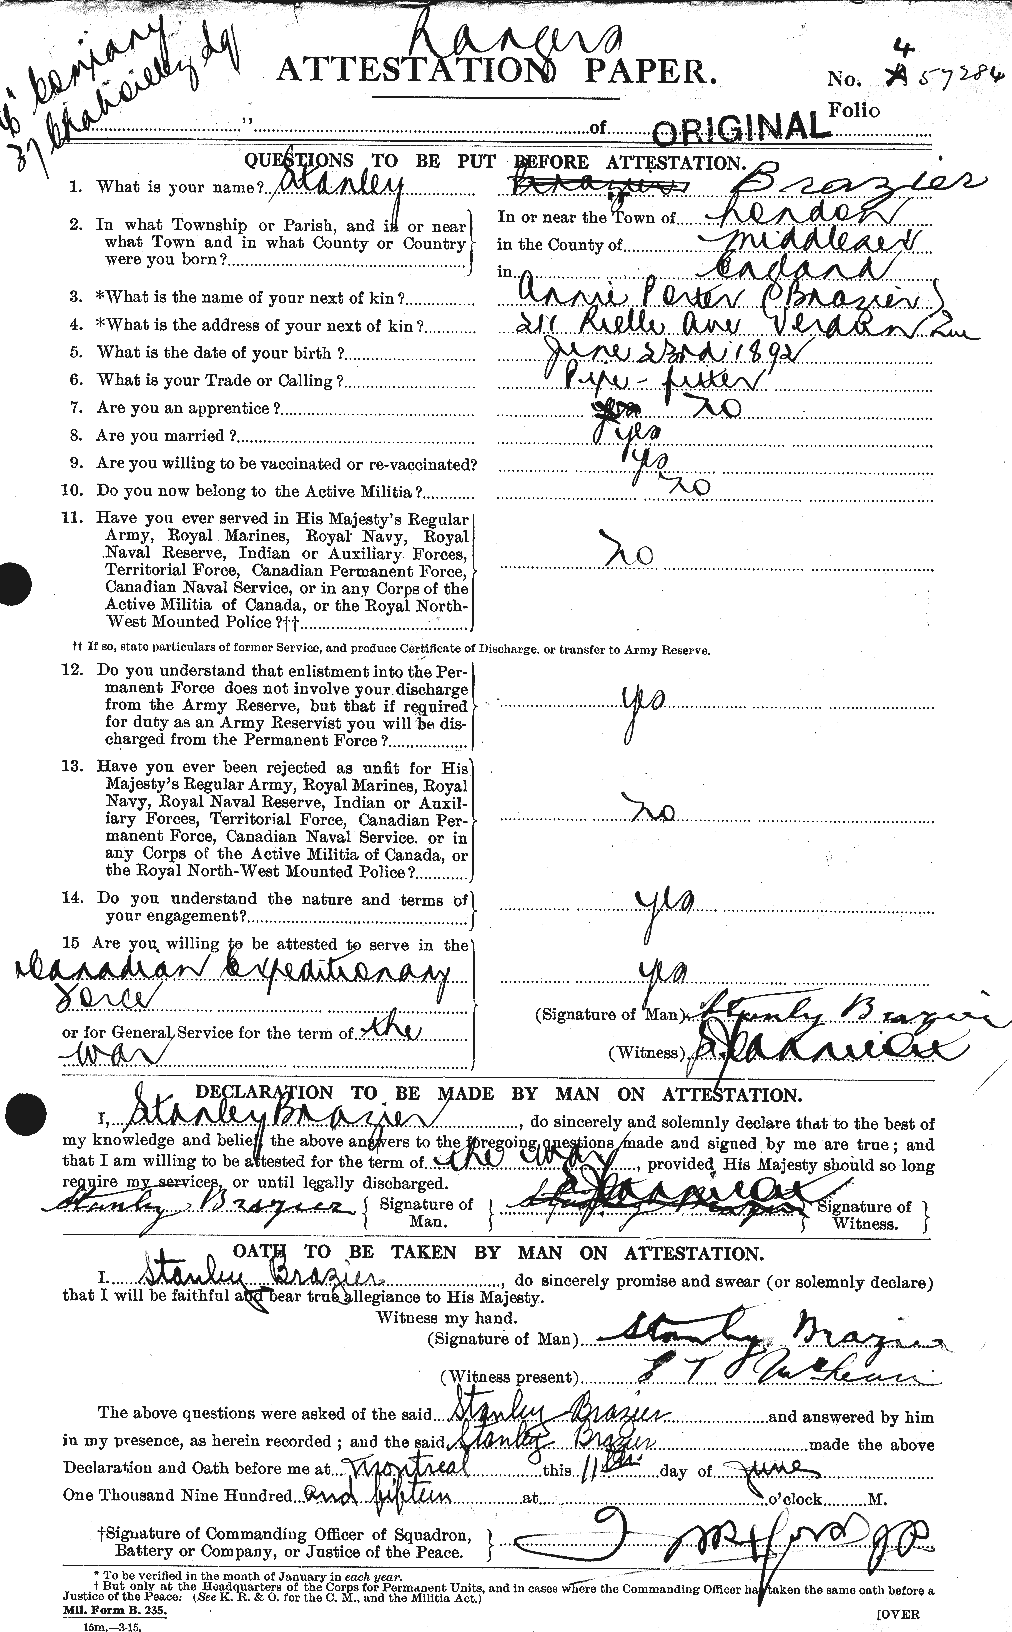 Rangers
"B" Company
ATTESTATION PAPER.
No. 457284
Folio
" of ORIGINAL
QUESTIONS TO BE PUT BEFORE ATTESTATION.
1. What is your name? Stanley Brazier
2. In what Township or Parish, and in or near In or near the Town of London
what Town and in what County or Country in the County of Middlesex
were you born? in England
3. *What is the name of your next of kin? Annie Porter (Brazier)
4. *What is the address of your next of kin? 211 Rielle Ave Verdun Que
5. What is the date of your birth? June 23rd 1892
6. What is your Trade or Calling? Pipe-fitter
7. Are you an apprentice? no
8. Are you married? yes
9. Are you willing to be vaccinated or re-vaccinated? yes
10. Do you now belong to the Active Militia? no
11. Have you ever served in His Majesty's Regular
Army, Royal Marines, Royal Navy, Royal
Naval Reserve, Indian or Auxiliary Forces, no
Territorial Force, Canadian Permanent Force,
Canadian Naval Service, or in any Corps of the
Active Militia of Canada, or the Royal North-
West Mounted Police?††
†† If so, state particulars of former Service, and produce Certificate of Discharge, or transfer to Army Reserve.
12. Do you understand that enlistment into the Per-
manent Force does not involve your discharge
from the Army Reserve, but that if required yes
for duty as an Army Reservist you will be dis-
charged from the Permanent Force?
13. Have you ever been rejected as unfit for His
Majesty's Regular Army, Royal Marines, Royal
Navy, Royal Naval Reserve, Indian or Auxil-
iary Forces, Territorial Force, Canadian Per- no
manent Force, Canadian Naval Service. or in
any Corps of the Active Militia of Canada, or
the Royal North-West Mounted Police?
14. Do you understand the nature and terms of yes
your engagement?
15 Are you willing to be attested to serve in the
Canadian Expeditionary yes
Force
(Signature of Man) Stanley Brazier
or for General Service for the term of the
war (Witness)
DECLARATION TO BE MADE BY MAN ON ATTESTATION.
I, Stanley Brazier, do sincerely and solemnly declare that to the best of
my knowledge and belief the above answers to the foregoing questions made and signed by me are true; and
that I am willing to be attested for the term of the war, provided His Majesty should so long
require my services, or until legally discharged.
Stanley Brazier { Signature of Man. } { Signature of Witness. }
OATH TO BE TAKEN BY MAN ON ATTESTATION.
I. Stanley Brazier, do sincerely promise and swear (or solemnly declare)
that I will be faithful and bear true allegiance to His Majesty.
Witness my hand.
(Signature of Man) Stanley Brazier
(Witness present)
The above questions were asked of the said Stanley Brazier and answered by him
in my presence, as herein recorded; and the said Stanley Brazier made the above
Declaration and Oath before me at Montreal this 11th day of June
One Thousand Nine Hundred and fifteen at o'clock M.
†Signature of Commanding Officer of Squadron,
Battery or Company, or Justice of the Peace. JP
* To be verified in the month of January in each year.
† But only at the Headquarters of the Corps for Permanent Units, and in cases where the Commanding Officer has taken the same oath before a
Justice of the Peace: (See K. R. & O. for the C. M., and the Militia Act.)
Mil. Form B. 235.
15m.—3-15.
[OVER